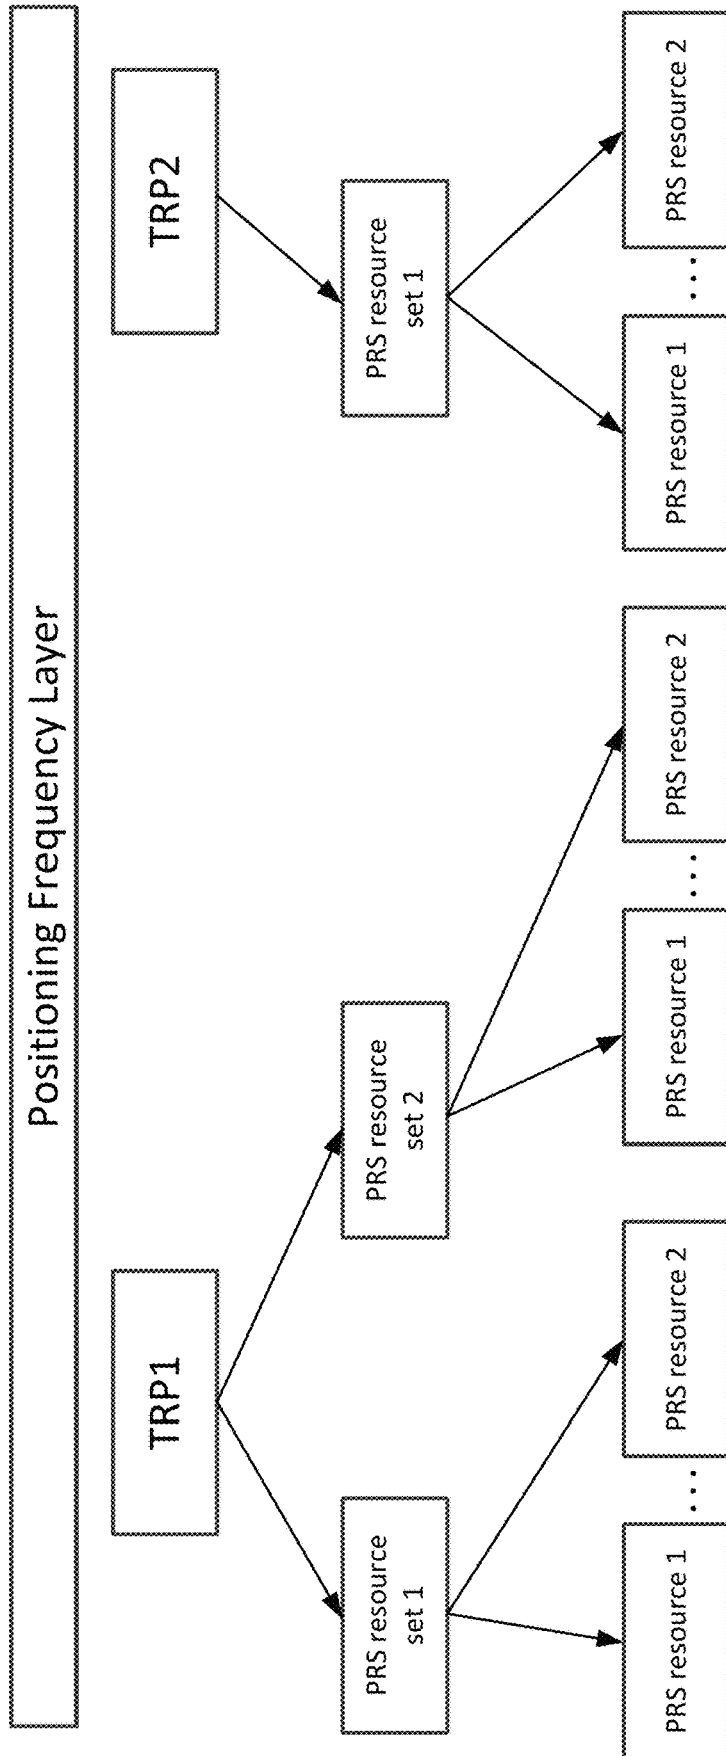 Positioning Frequency Layer
TRP1
TRP2
PRS resource
set 1
PRS resource
set 2
PRS resource
set 1
PRS resource 1
...
PRS resource 2
PRS resource 1
...
PRS resource 2
PRS resource 1
...
PRS resource 2